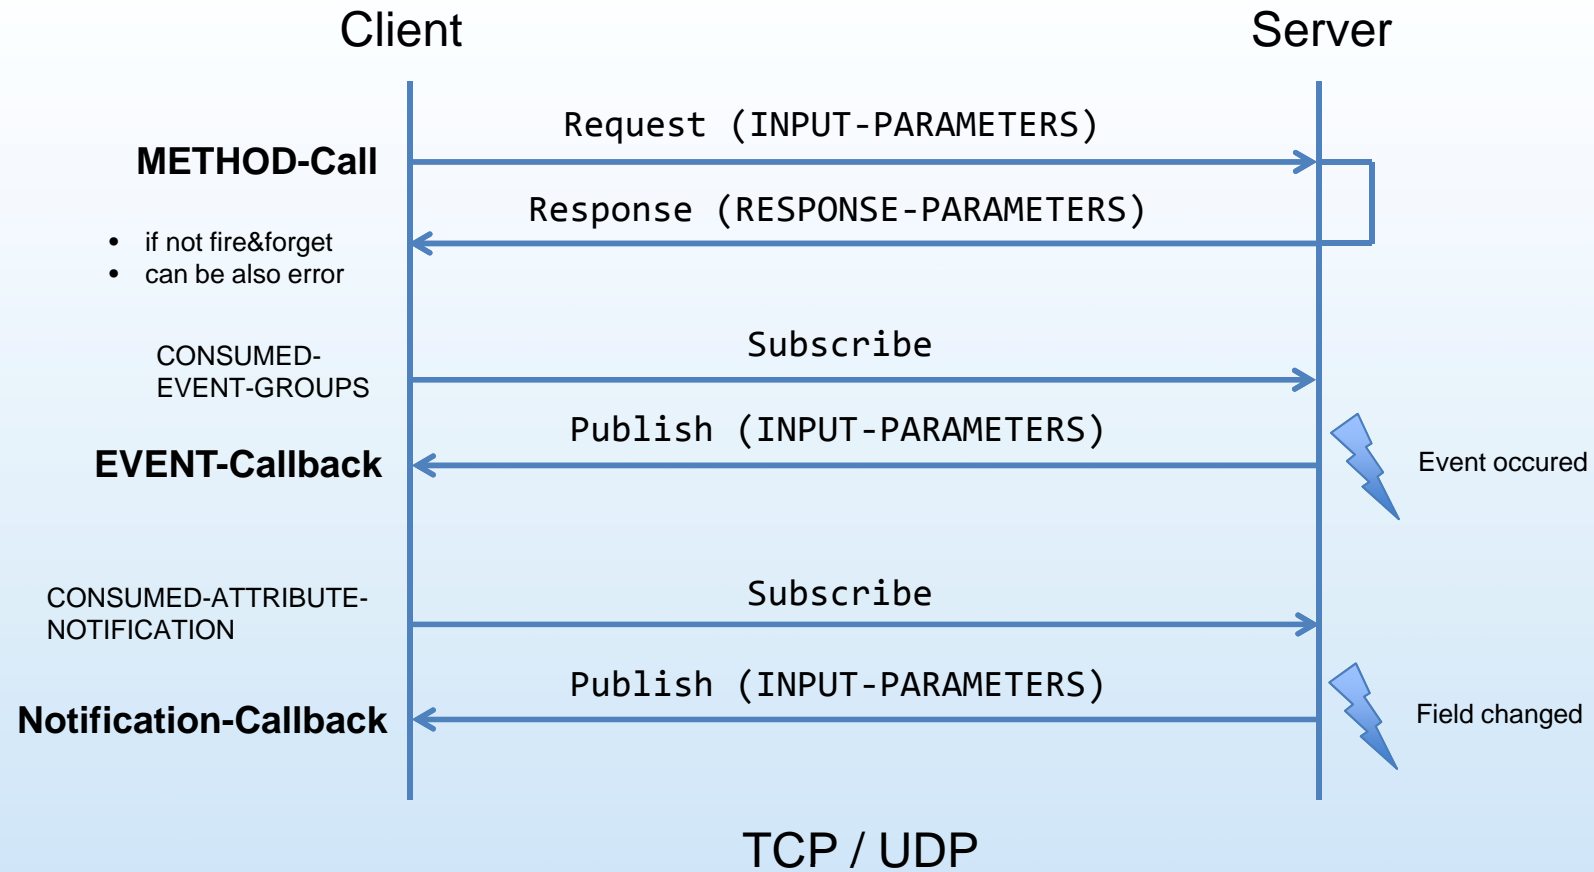 Client
Server
Request (INPUT-PARAMETERS)
METHOD-Call
Response (RESPONSE-PARAMETERS)
• if not fire&forget
• can be also error
Subscribe
CONSUMED-
EVENT-GROUPS
Publish (INPUT-PARAMETERS)
EVENT-Callback
Event occured
Subscribe
CONSUMED-ATTRIBUTE-
NOTIFICATION
Publish (INPUT-PARAMETERS)
Notification-Callback
Field changed
TCP / UDP